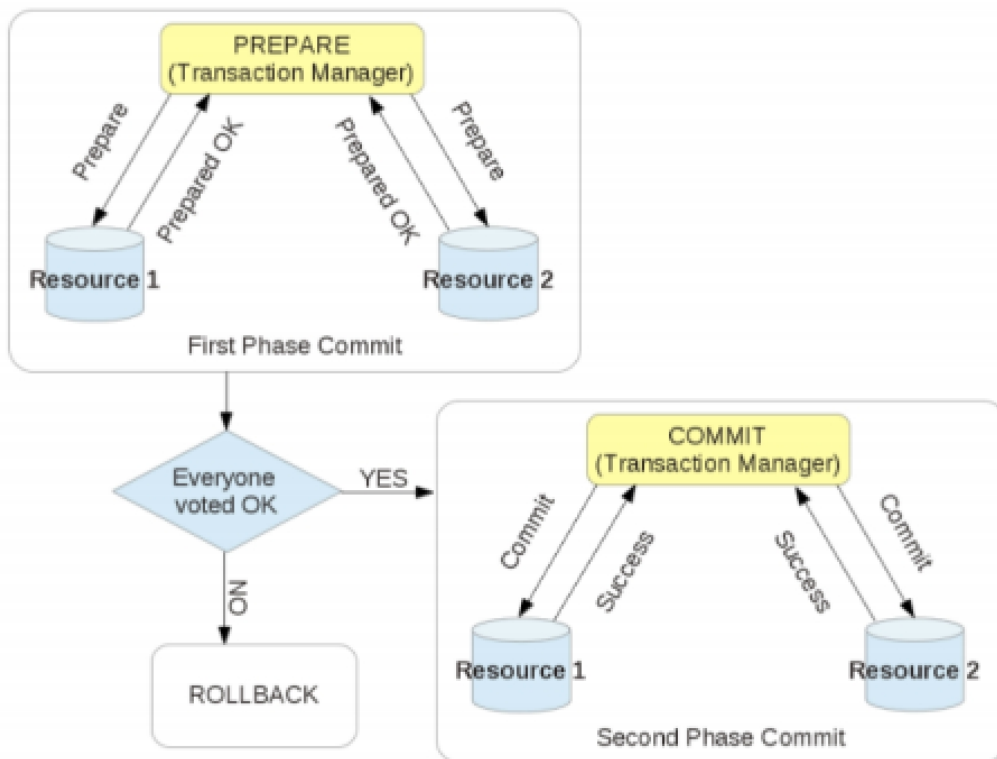 PREPARE
(Transaction Manager)
Prepare
Prepared OK
Prepared OK
Prepare
Resource 1
Resource 2
First Phase Commit
Everyone
voted OK
YES
NO
ROLLBACK
COMMIT
(Transaction Manager)
Commit
Success
Success
Commit
Resource 1
Resource 2
Second Phase Commit